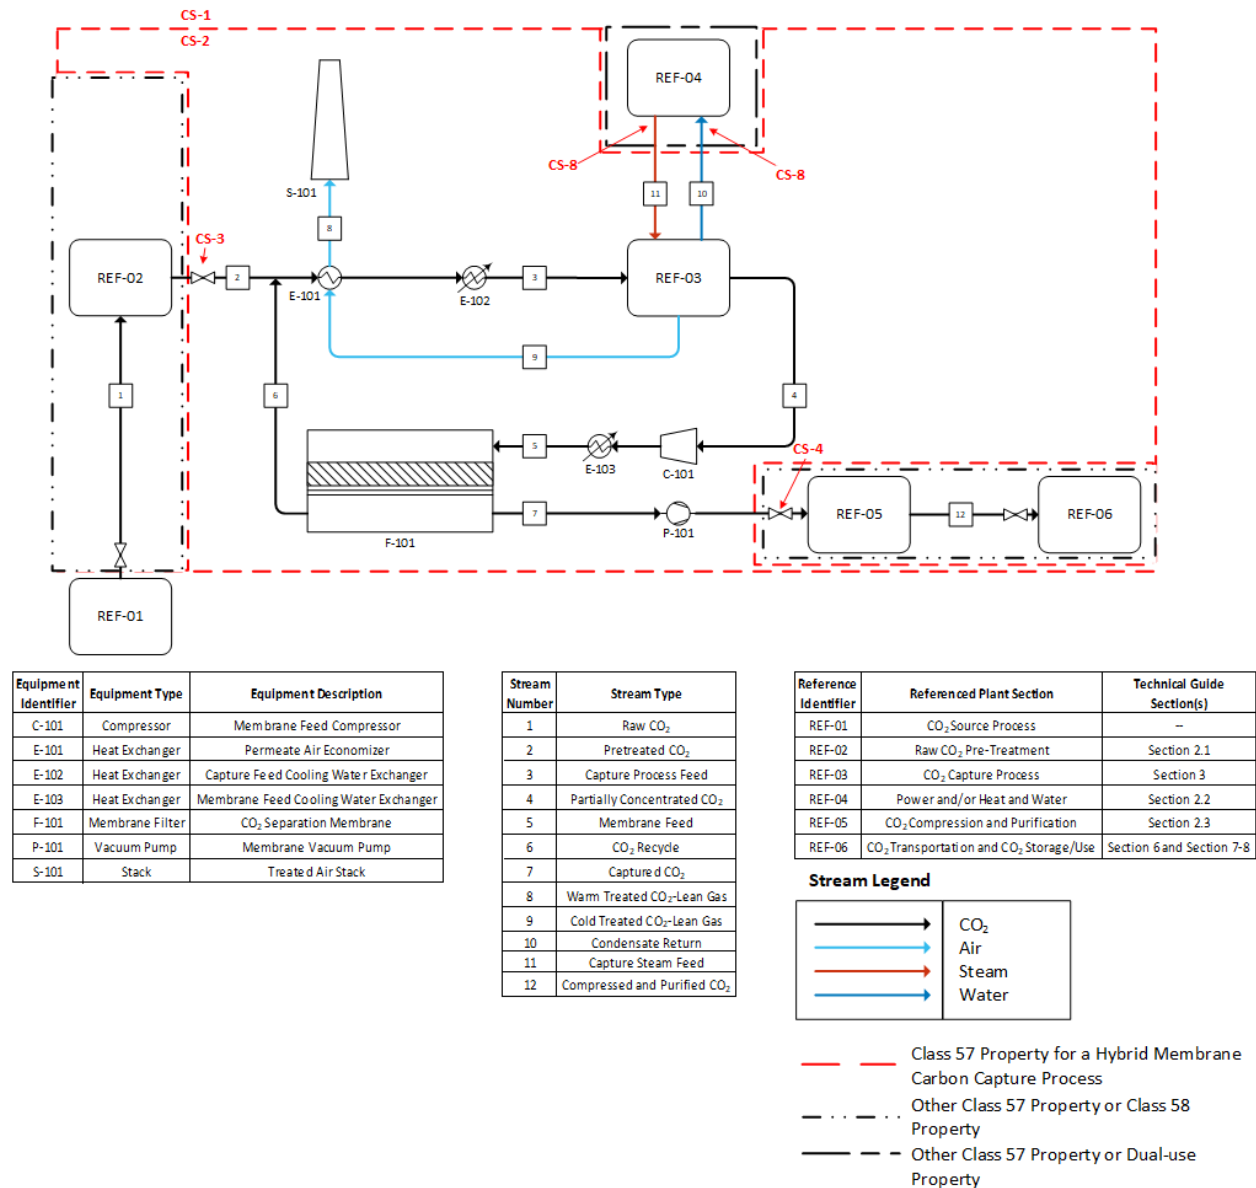 CS-1
CS-2
REF-04
CS-8
CS-8
S-101
11
10
8
REF-02
CS-3
2
E-101
E-102
3
REF-03
9
1
6
4
5
E-103
C-101
CS-4
7
P-101
REF-05
12
REF-06
F-101
REF-01
Equipment Identifier Equipment Type Equipment Description
C-101 Compressor Membrane Feed Compressor
E-101 Heat Exchanger Permeate Air Economizer
E-102 Heat Exchanger Capture Feed Cooling Water Exchanger
E-103 Heat Exchanger Membrane Feed Cooling Water Exchanger
F-101 Membrane Filter CO₂ Separation Membrane
P-101 Vacuum Pump Membrane Vacuum Pump
S-101 Stack Treated Air Stack
Stream Number Stream Type
1 Raw CO₂
2 Pretreated CO₂
3 Capture Process Feed
4 Partially Concentrated CO₂
5 Membrane Feed
6 CO₂ Recycle
7 Captured CO₂
8 Warm Treated CO₂-Lean Gas
9 Cold Treated CO₂-Lean Gas
10 Condensate Return
11 Capture Steam Feed
12 Compressed and Purified CO₂
Reference Identifier Referenced Plant Section Technical Guide Section(s)
REF-01 CO₂ Source Process --
REF-02 Raw CO₂ Pre-Treatment Section 2.1
REF-03 CO₂ Capture Process Section 3
REF-04 Power and/or Heat and Water Section 2.2
REF-05 CO₂ Compression and Purification Section 2.3
REF-06 CO₂ Transportation and CO₂ Storage/Use Section 6 and Section 7-8
Stream Legend
CO₂
Air
Steam
Water
Class 57 Property for a Hybrid Membrane
Carbon Capture Process
Other Class 57 Property or Class 58
Property
Other Class 57 Property or Dual-use
Property